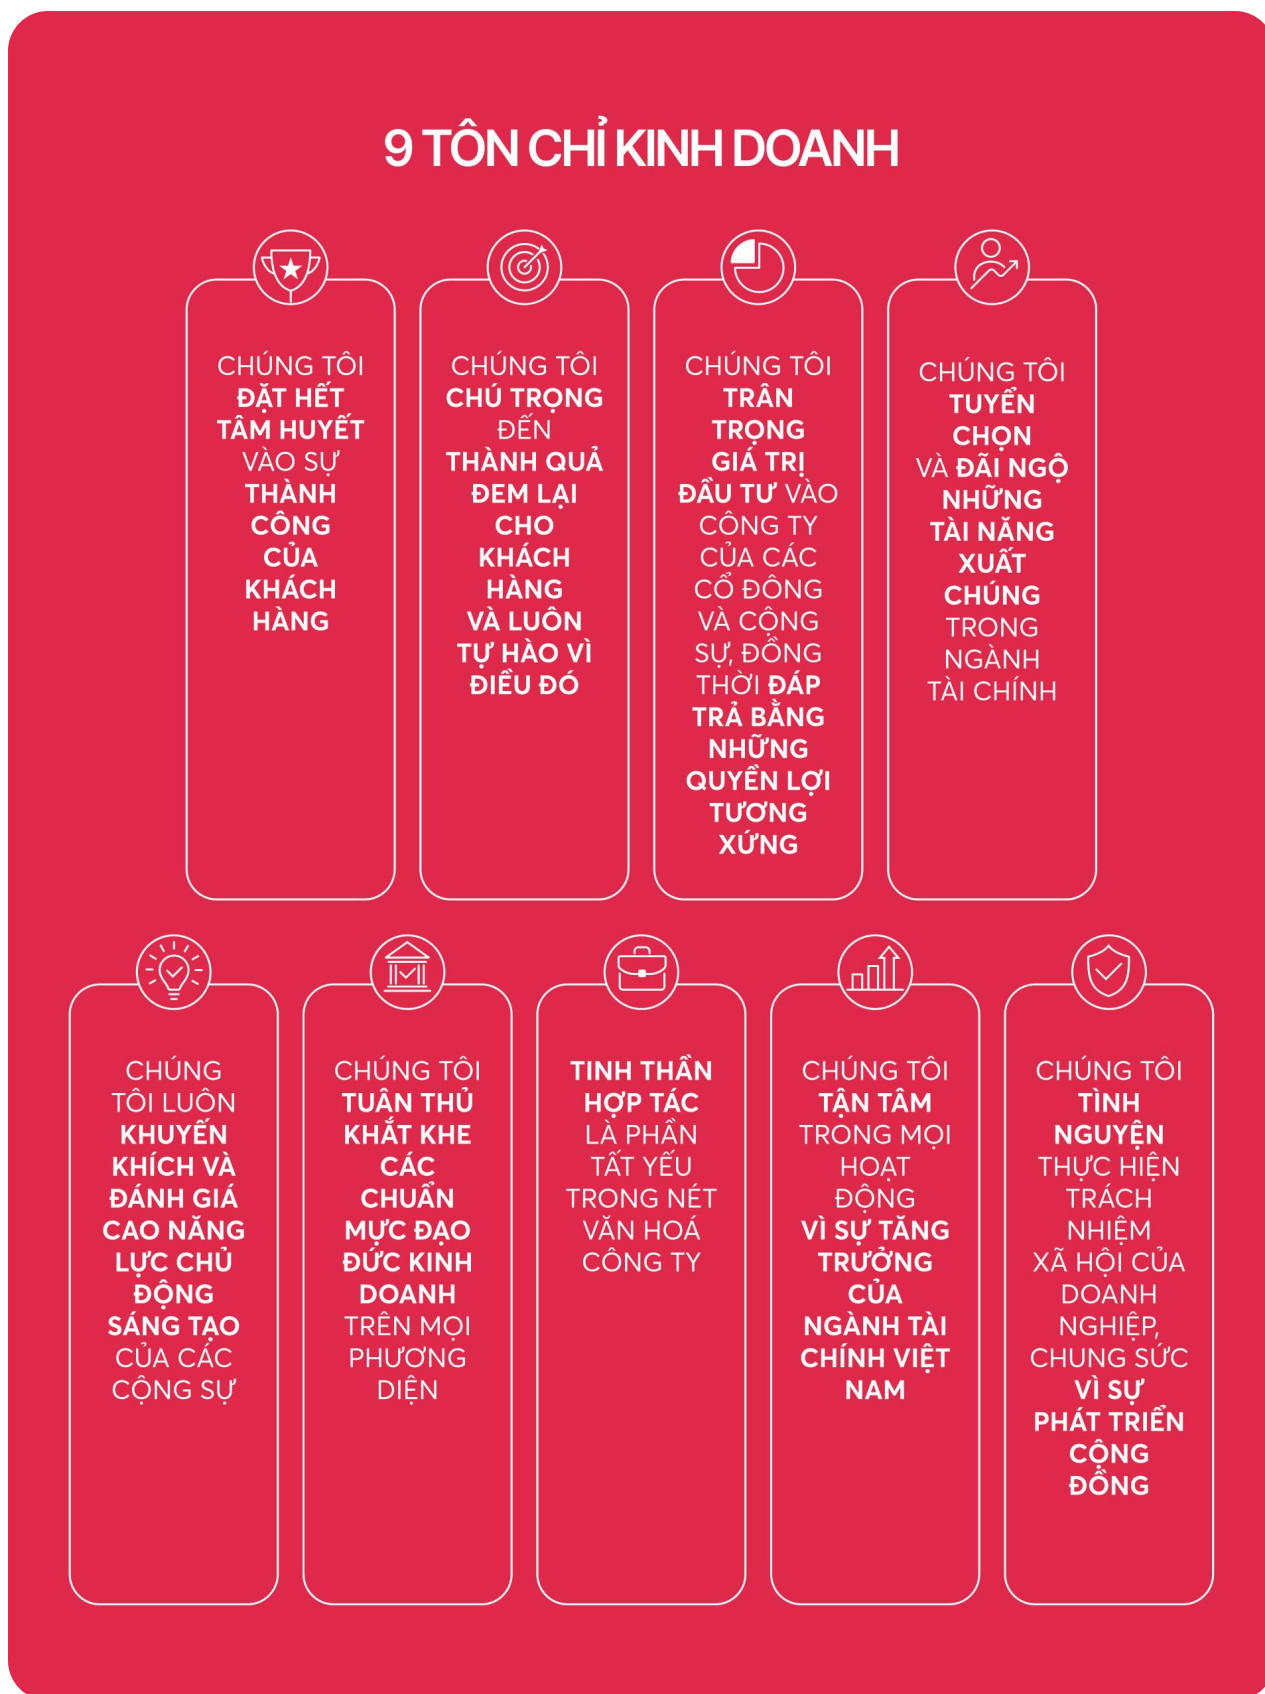 9 TÔN CHỈ KINH DOANH
CHÚNG TÔI
ĐẶT HẾT
TÂM HUYẾT
VÀO SỰ
THÀNH
CÔNG
CỦA
KHÁCH
HÀNG
CHÚNG TÔI
CHÚ TRỌNG
ĐẾN
THÀNH QUẢ
ĐEM LẠI
CHO
KHÁCH
HÀNG
VÀ LUÔN
TỰ HÀO VÌ
ĐIỀU ĐÓ
CHÚNG TÔI
TRÂN
TRỌNG
GIÁ TRỊ
ĐẦU TƯ VÀO
CÔNG TY
CỦA CÁC
CỔ ĐÔNG
VÀ CỘNG
SỰ, ĐỒNG
THỜI ĐÁP
TRẢ BẰNG
NHỮNG
QUYỀN LỢI
TƯƠNG
XỨNG
CHÚNG TÔI
TUYỂN
CHỌN
VÀ ĐÃI NGỘ
NHỮNG
TÀI NĂNG
XUẤT
CHÚNG
TRONG
NGÀNH
TÀI CHÍNH
CHÚNG
TÔI LUÔN
KHUYẾN
KHÍCH VÀ
ĐÁNH GIÁ
CAO NĂNG
LỰC CHỦ
ĐỘNG
SÁNG TẠO
CỦA CÁC
CỘNG SỰ
CHÚNG TÔI
TUÂN THỦ
KHẮT KHE
CÁC
CHUẨN
MỰC ĐẠO
ĐỨC KINH
DOANH
TRÊN MỌI
PHƯƠNG
DIỆN
TINH THẦN
HỢP TÁC
LÀ PHẦN
TẤT YẾU
TRONG NÉT
VĂN HOÁ
CÔNG TY
CHÚNG TÔI
TẬN TÂM
TRONG MỌI
HOẠT
ĐỘNG
VÌ SỰ TĂNG
TRƯỞNG
CỦA
NGÀNH TÀI
CHÍNH VIỆT
NAM
CHÚNG TÔI
TÌNH
NGUYỆN
THỰC HIỆN
TRÁCH
NHIỆM
XÃ HỘI CỦA
DOANH
NGHIỆP,
CHUNG SỨC
VÌ SỰ
PHÁT TRIỂN
CỘNG
ĐỒNG